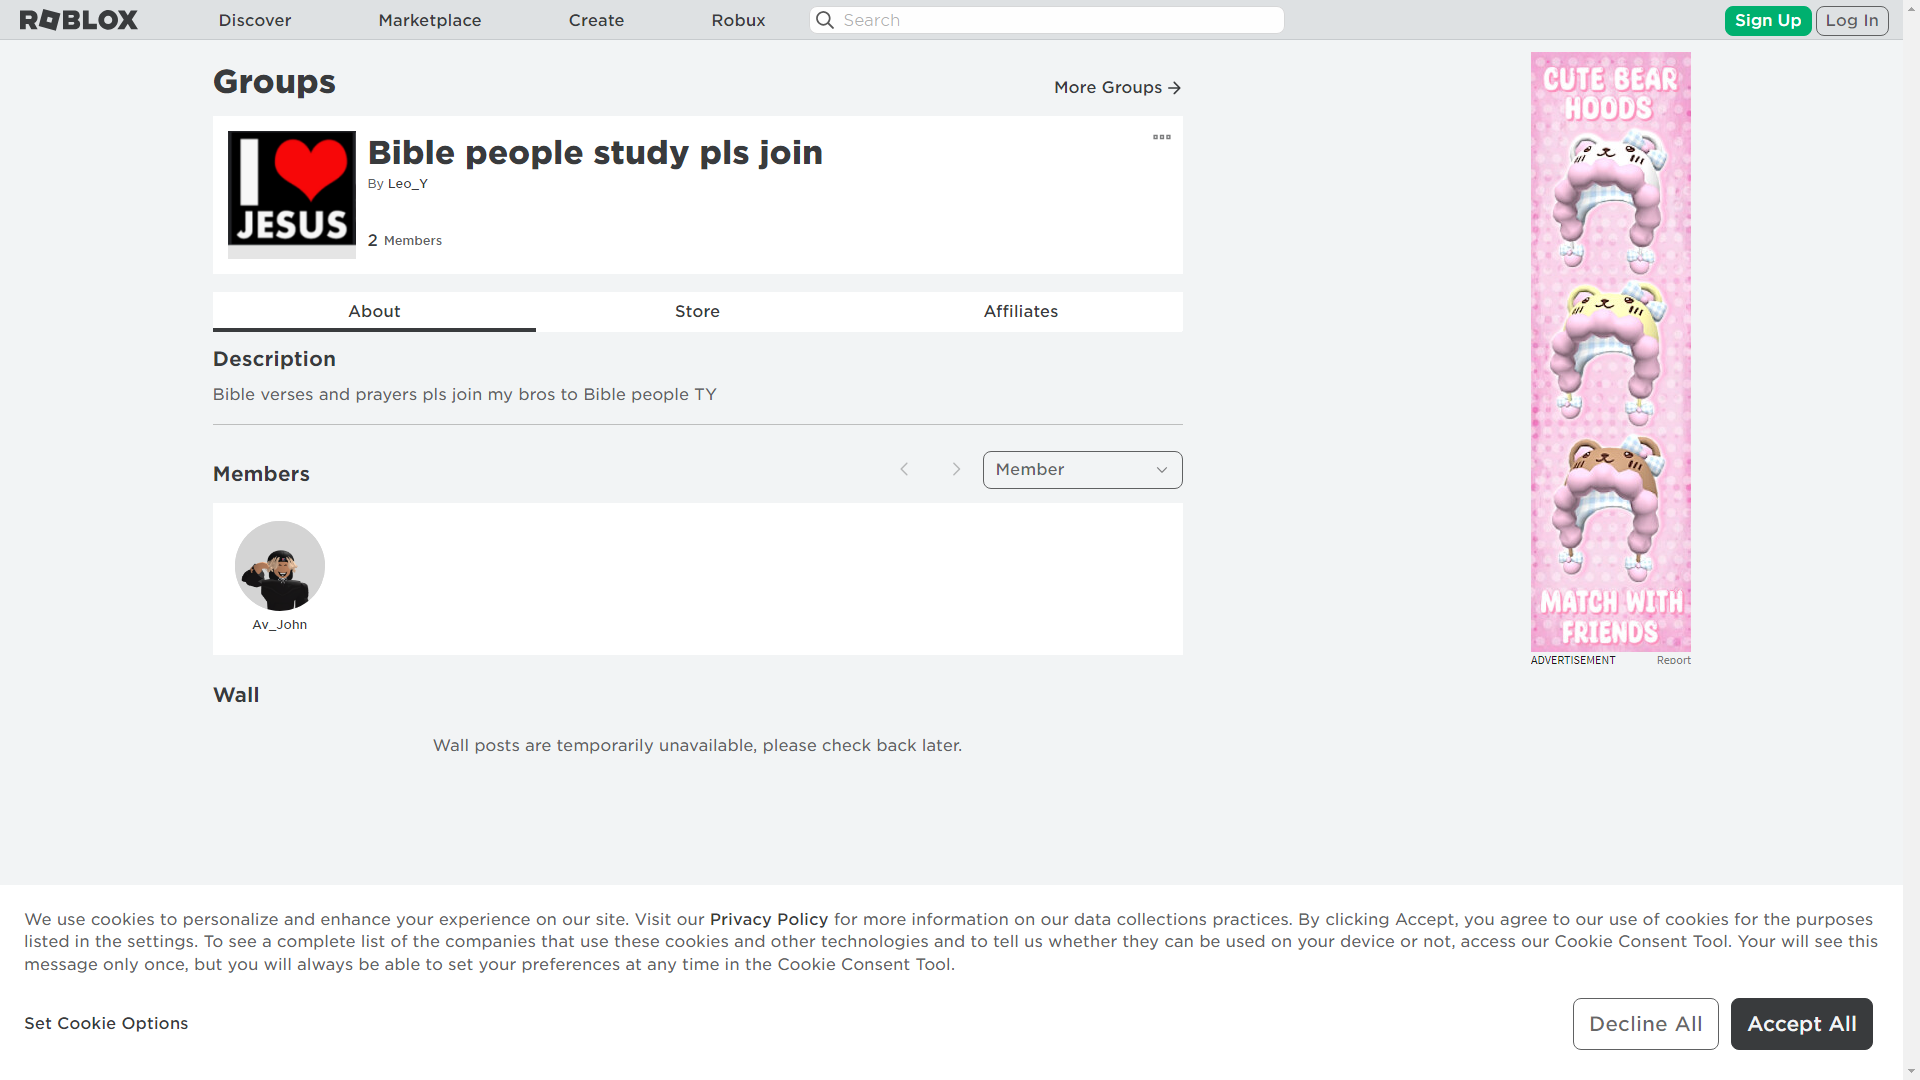 ROBLOX
Discover
Marketplace
Create
Robux
Search
Sign Up
Log In
Groups
More Groups
I
JESUS
Bible people study pls join
By Leo_Y
2 Members
About
Store
Affiliates
Description
Bible verses and prayers pls join my bros to Bible people TY
Members
Member
Av_John
Wall
Wall posts are temporarily unavailable, please check back later.
CUTE BEAR
HOODS
MATCH WITH
FRIENDS
ADVERTISEMENT
Report
We use cookies to personalize and enhance your experience on our site. Visit our Privacy Policy for more information on our data collections practices. By clicking Accept, you agree to our use of cookies for the purposes
listed in the settings. To see a complete list of the companies that use these cookies and other technologies and to tell us whether they can be used on your device or not, access our Cookie Consent Tool. Your will see this
message only once, but you will always be able to set your preferences at any time in the Cookie Consent Tool.
Set Cookie Options
Decline All
Accept All